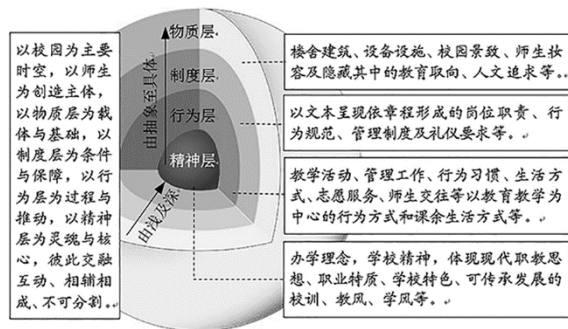 以校园为主要
时空，以师生
为创造主体，
以物质层为载
体与基础，以
制度层为条件
与保障，以行
为层为过程与
推动，以精神
层为灵魂与核
心，彼此交融
互动、相辅相
成、不可分割。
物质层
制度层
行为层
精神层
由抽象至具体
由浅及深
楼舍建筑、设备设施、校园景致、师生妆
容及隐藏其中的教育取向、人文追求等。
以文本呈现依章程形成的岗位职责、行
为规范、管理制度及礼仪要求等。
教学活动、管理工作、行为习惯、生活方
式、志愿服务、师生交往等以教育教学为
中心的行为方式和课余生活方式等。
办学理念，学校精神，体现现代职教思
想、职业特质、学校特色、可传承发展的
校训、教风、学风等。